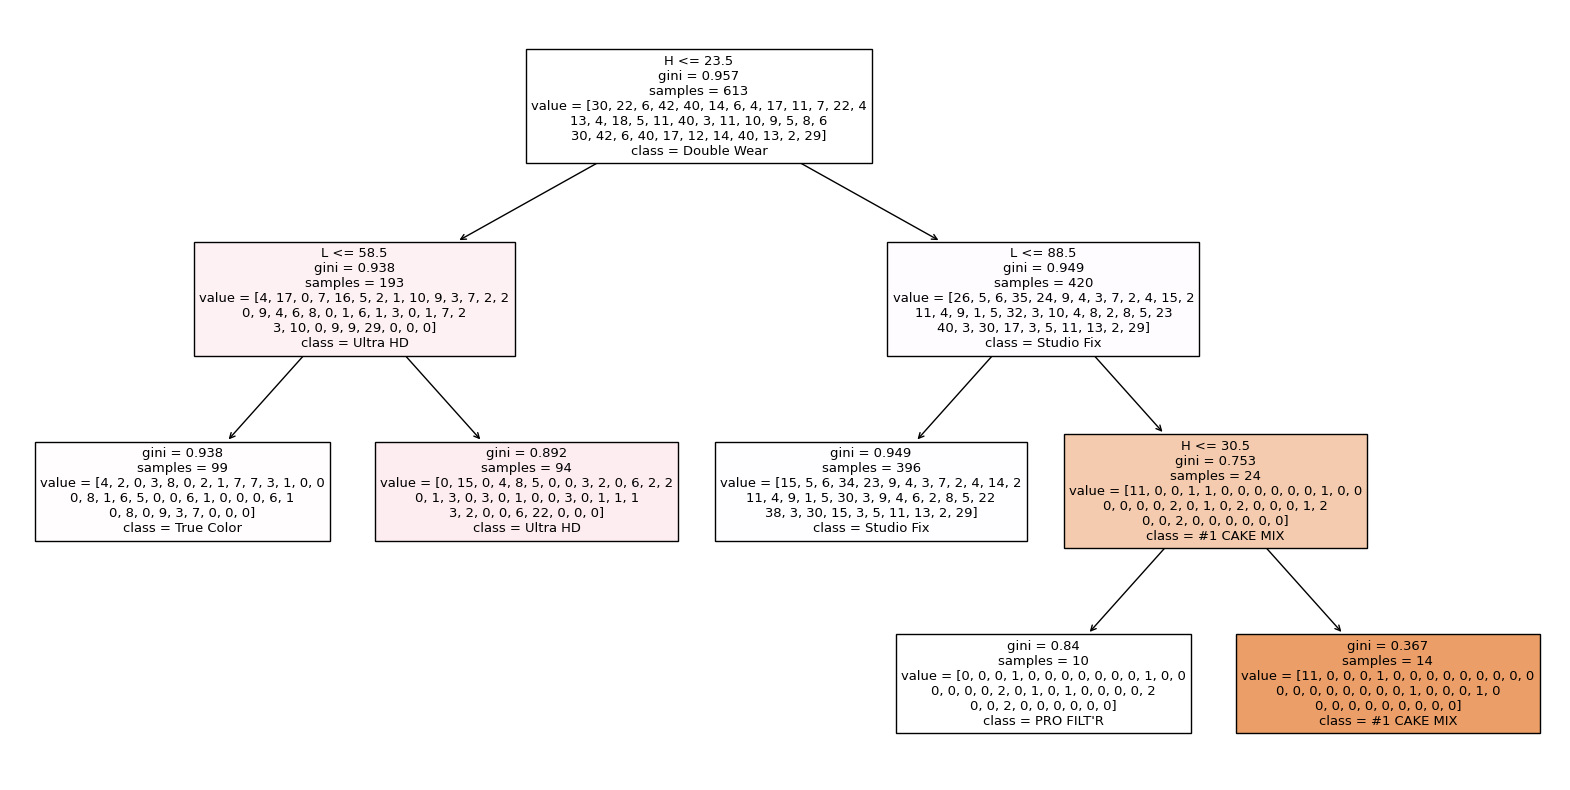 H <= 23.5
gini = 0.957
samples = 613
value = [30, 22, 6, 42, 40, 14, 6, 4, 17, 11, 7, 22, 4
13, 4, 18, 5, 11, 40, 3, 11, 10, 9, 5, 8, 6
30, 42, 6, 40, 17, 12, 14, 40, 13, 2, 29]
class = Double Wear
L <= 58.5
gini = 0.938
samples = 193
value = [4, 17, 0, 7, 16, 5, 2, 1, 10, 9, 3, 7, 2, 2
0, 9, 4, 6, 8, 0, 1, 6, 1, 3, 0, 1, 7, 2
3, 10, 0, 9, 9, 29, 0, 0, 0]
class = Ultra HD
L <= 88.5
gini = 0.949
samples = 420
value = [26, 5, 6, 35, 24, 9, 4, 3, 7, 2, 4, 15, 2
11, 4, 9, 1, 5, 32, 3, 10, 4, 8, 2, 8, 5, 23
40, 3, 30, 17, 3, 5, 11, 13, 2, 29]
class = Studio Fix
gini = 0.938
samples = 99
value = [4, 2, 0, 3, 8, 0, 2, 1, 7, 7, 3, 1, 0, 0
0, 8, 1, 6, 5, 0, 0, 6, 1, 0, 0, 0, 6, 1
0, 8, 0, 9, 3, 7, 0, 0, 0]
class = True Color
gini = 0.892
samples = 94
value = [0, 15, 0, 4, 8, 5, 0, 0, 3, 2, 0, 6, 2, 2
0, 1, 3, 0, 3, 0, 1, 0, 0, 3, 0, 1, 1, 1
3, 2, 0, 0, 6, 22, 0, 0, 0]
class = Ultra HD
gini = 0.949
samples = 396
value = [15, 5, 6, 34, 23, 9, 4, 3, 7, 2, 4, 14, 2
11, 4, 9, 1, 5, 30, 3, 9, 4, 6, 2, 8, 5, 22
38, 3, 30, 15, 3, 5, 11, 13, 2, 29]
class = Studio Fix
H <= 30.5
gini = 0.753
samples = 24
value = [11, 0, 0, 1, 1, 0, 0, 0, 0, 0, 0, 1, 0, 0
0, 0, 0, 0, 2, 0, 1, 0, 2, 0, 0, 0, 1, 2
0, 0, 2, 0, 0, 0, 0, 0, 0]
class = #1 CAKE MIX
gini = 0.84
samples = 10
value = [0, 0, 0, 1, 0, 0, 0, 0, 0, 0, 0, 1, 0, 0
0, 0, 0, 0, 2, 0, 1, 0, 1, 0, 0, 0, 0, 2
0, 0, 2, 0, 0, 0, 0, 0, 0]
class = PRO FILT'R
gini = 0.367
samples = 14
value = [11, 0, 0, 0, 1, 0, 0, 0, 0, 0, 0, 0, 0, 0
0, 0, 0, 0, 0, 0, 0, 0, 1, 0, 0, 0, 1, 0
0, 0, 0, 0, 0, 0, 0, 0, 0]
class = #1 CAKE MIX